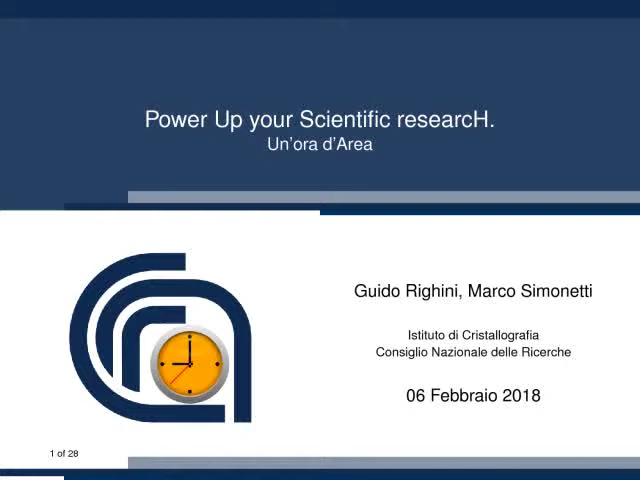 Power Up your Scientific researcH.
Un'ora d'Area
Guido Righini, Marco Simonetti
Istituto di Cristallografia
Consiglio Nazionale delle Ricerche
06 Febbraio 2018
1 of 28